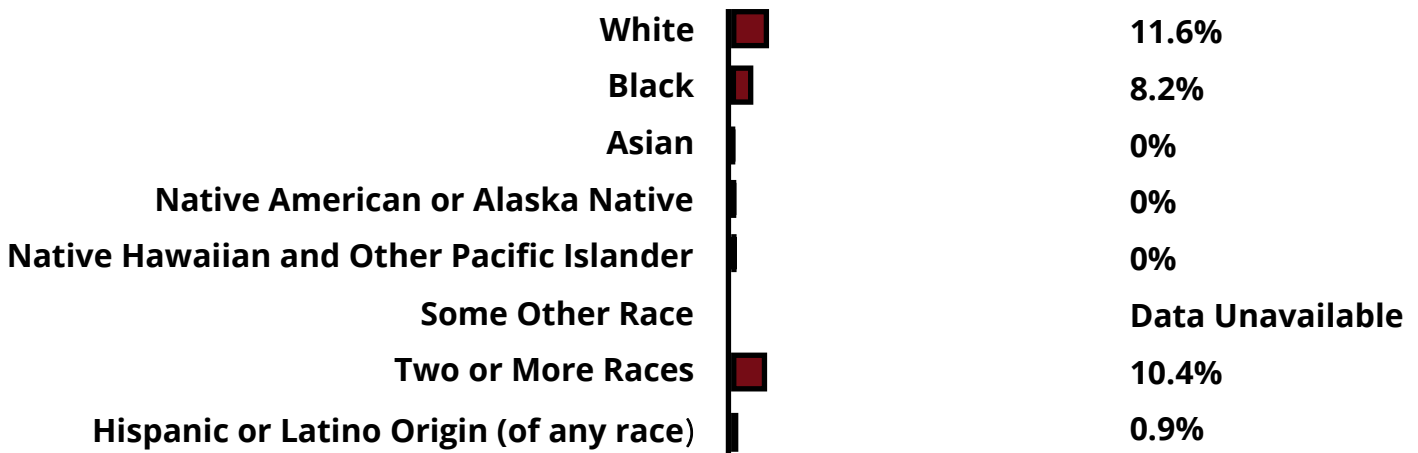 White 11.6%
Black 8.2%
Asian 0%
Native American or Alaska Native 0%
Native Hawaiian and Other Pacific Islander 0%
Some Other Race Data Unavailable
Two or More Races 10.4%
Hispanic or Latino Origin (of any race) 0.9%